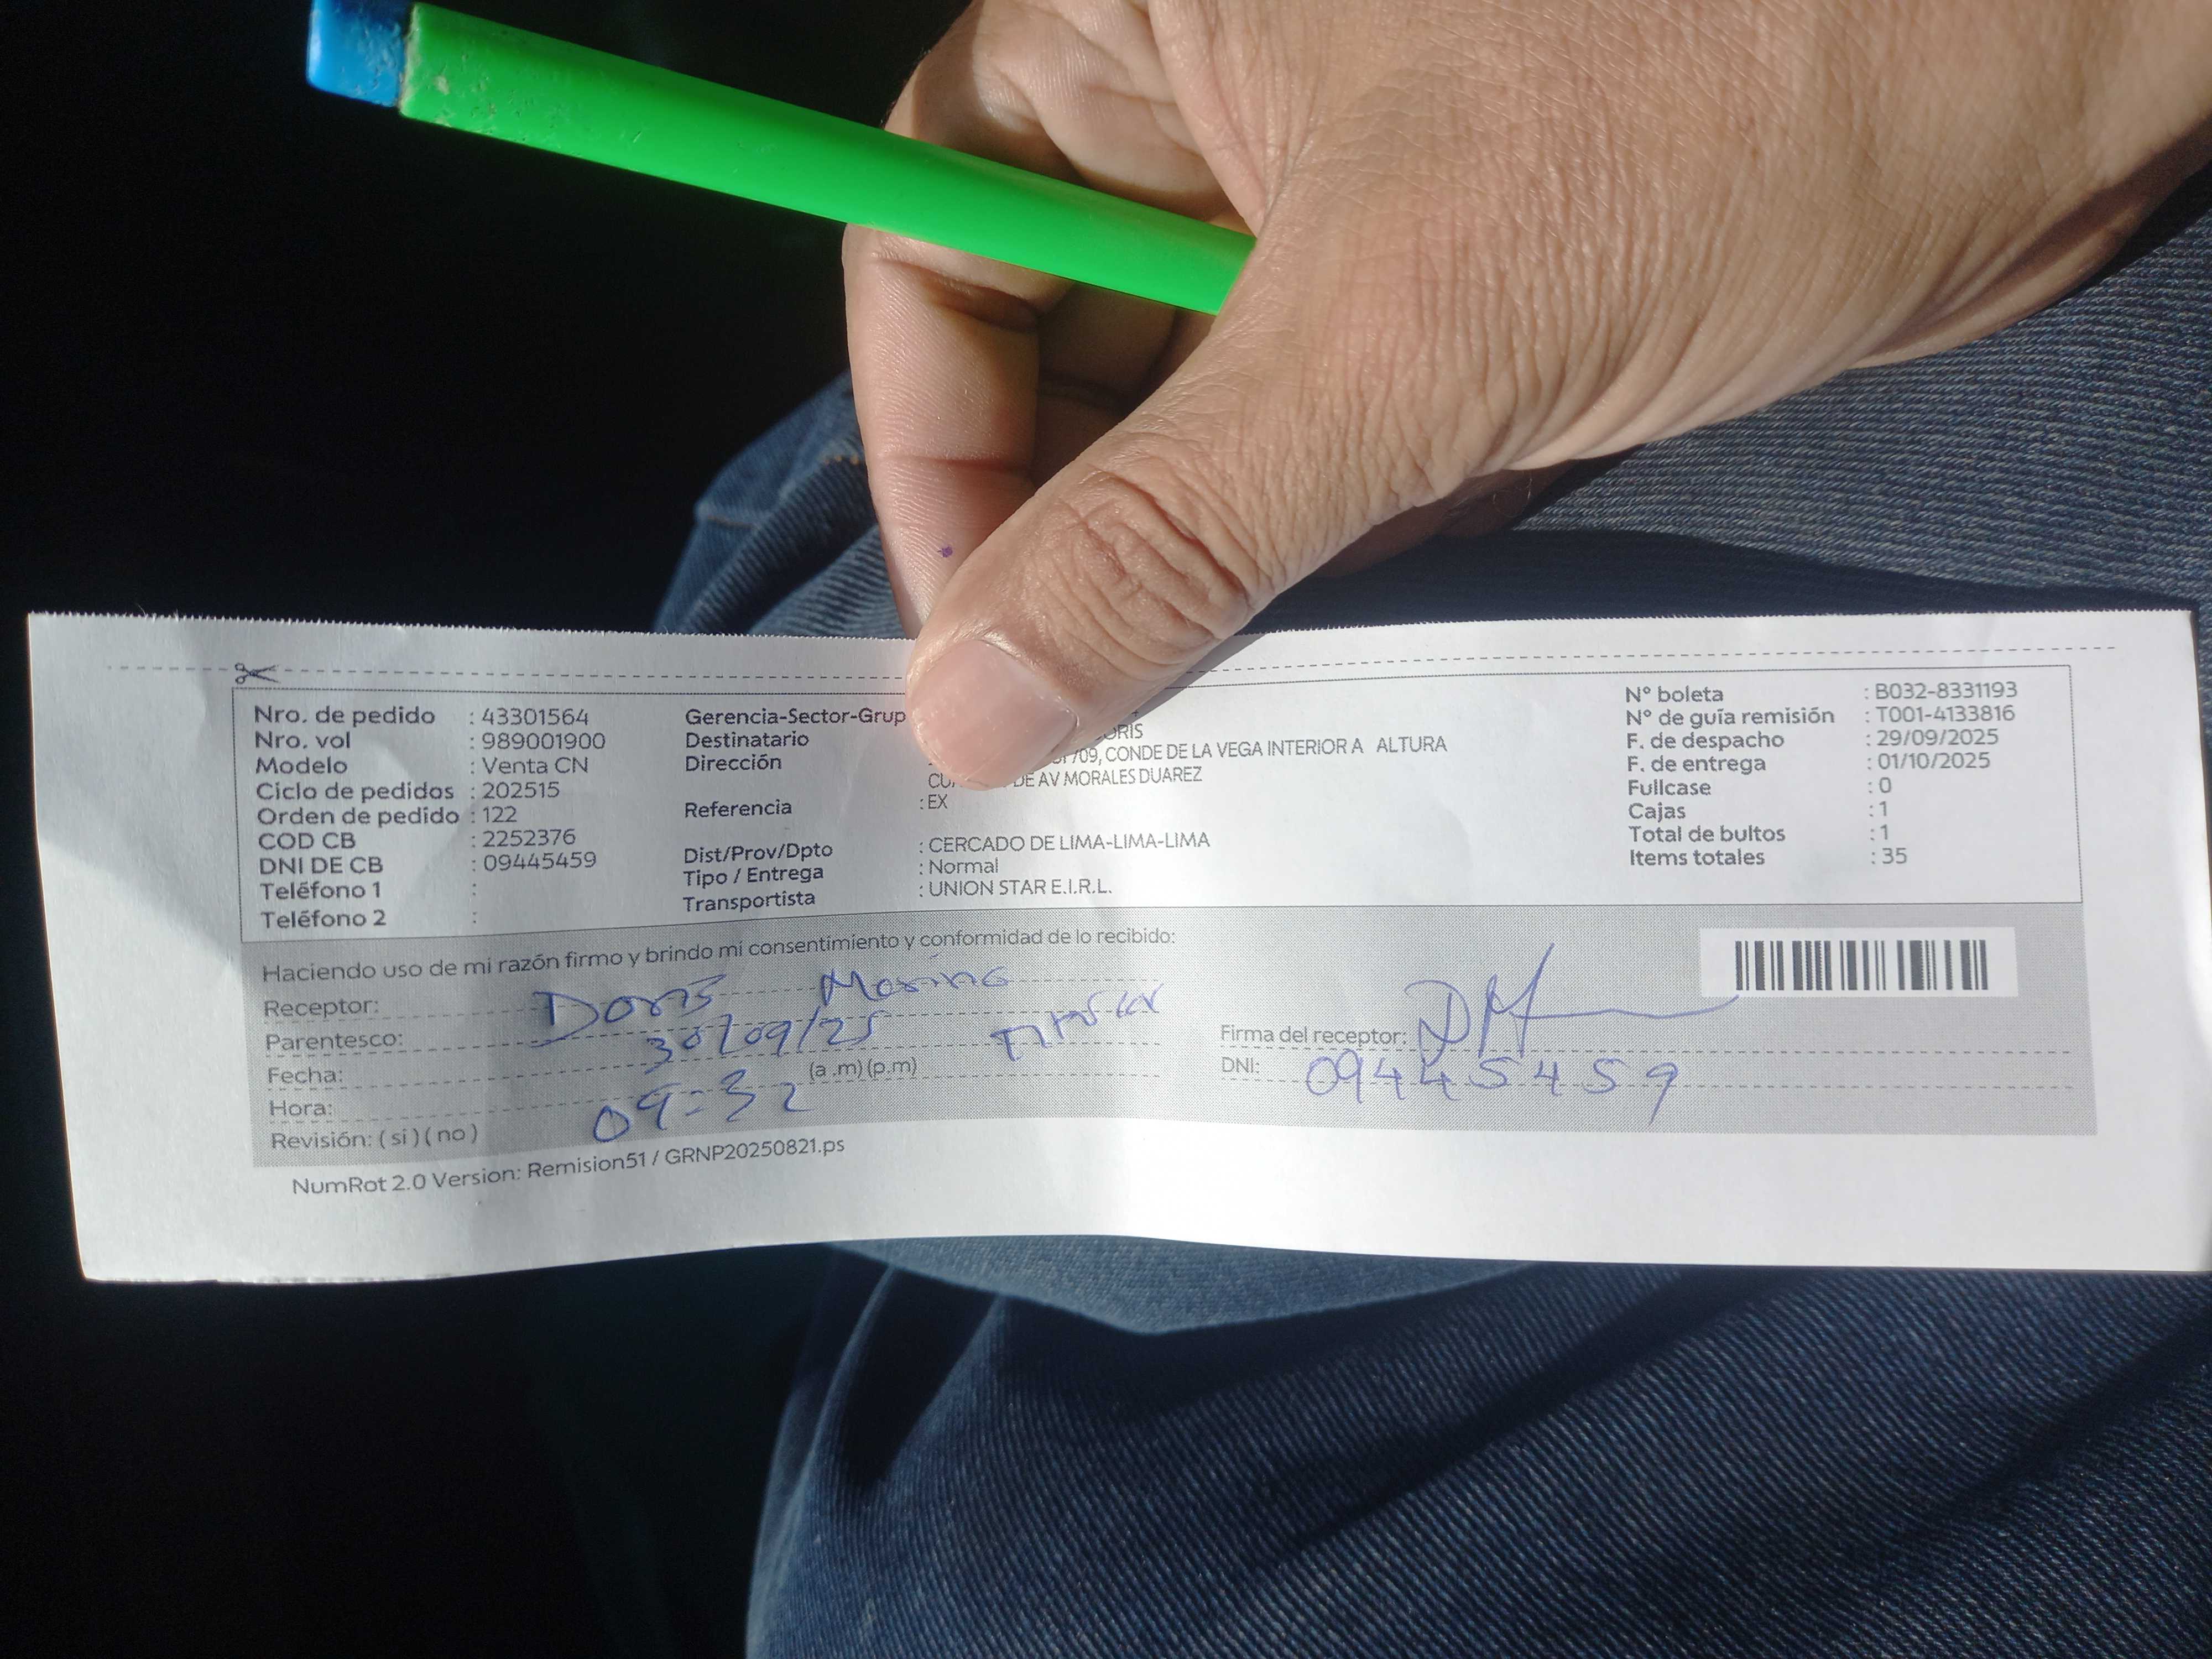 Nro. de pedido : 43301564
Nro. vol : 989001900
Modelo : Venta CN
Ciclo de pedidos : 202515
Orden de pedido : 122
COD CB : 2252376
DNI DE CB : 09445459
Teléfono 1 :
Teléfono 2 :
Gerencia-Sector-Grup
Destinatario
Dirección /09, CONDE DE LA VEGA INTERIOR A ALTURA
DE AV MORALES DUAREZ
Referencia : EX
Dist/Prov/Dpto : CERCADO DE LIMA-LIMA-LIMA
Tipo / Entrega : Normal
Transportista : UNION STAR E.I.R.L.
N° boleta : B032-8331193
N° de guía remisión : T001-4133816
F. de despacho : 29/09/2025
F. de entrega : 01/10/2025
Fullcase : 0
Cajas : 1
Total de bultos : 1
Items totales : 35
Haciendo uso de mi razón firmo y brindo mi consentimiento y conformidad de lo recibido:
Receptor: Doris
Parentesco:
Fecha: 30/09/25
Hora: 09:32 (a .m) (p.m)
Revisión: ( si ) ( no )
Firma del receptor:
DNI: 09445459
NumRot 2.0 Version: Remision51 / GRNP20250821.ps